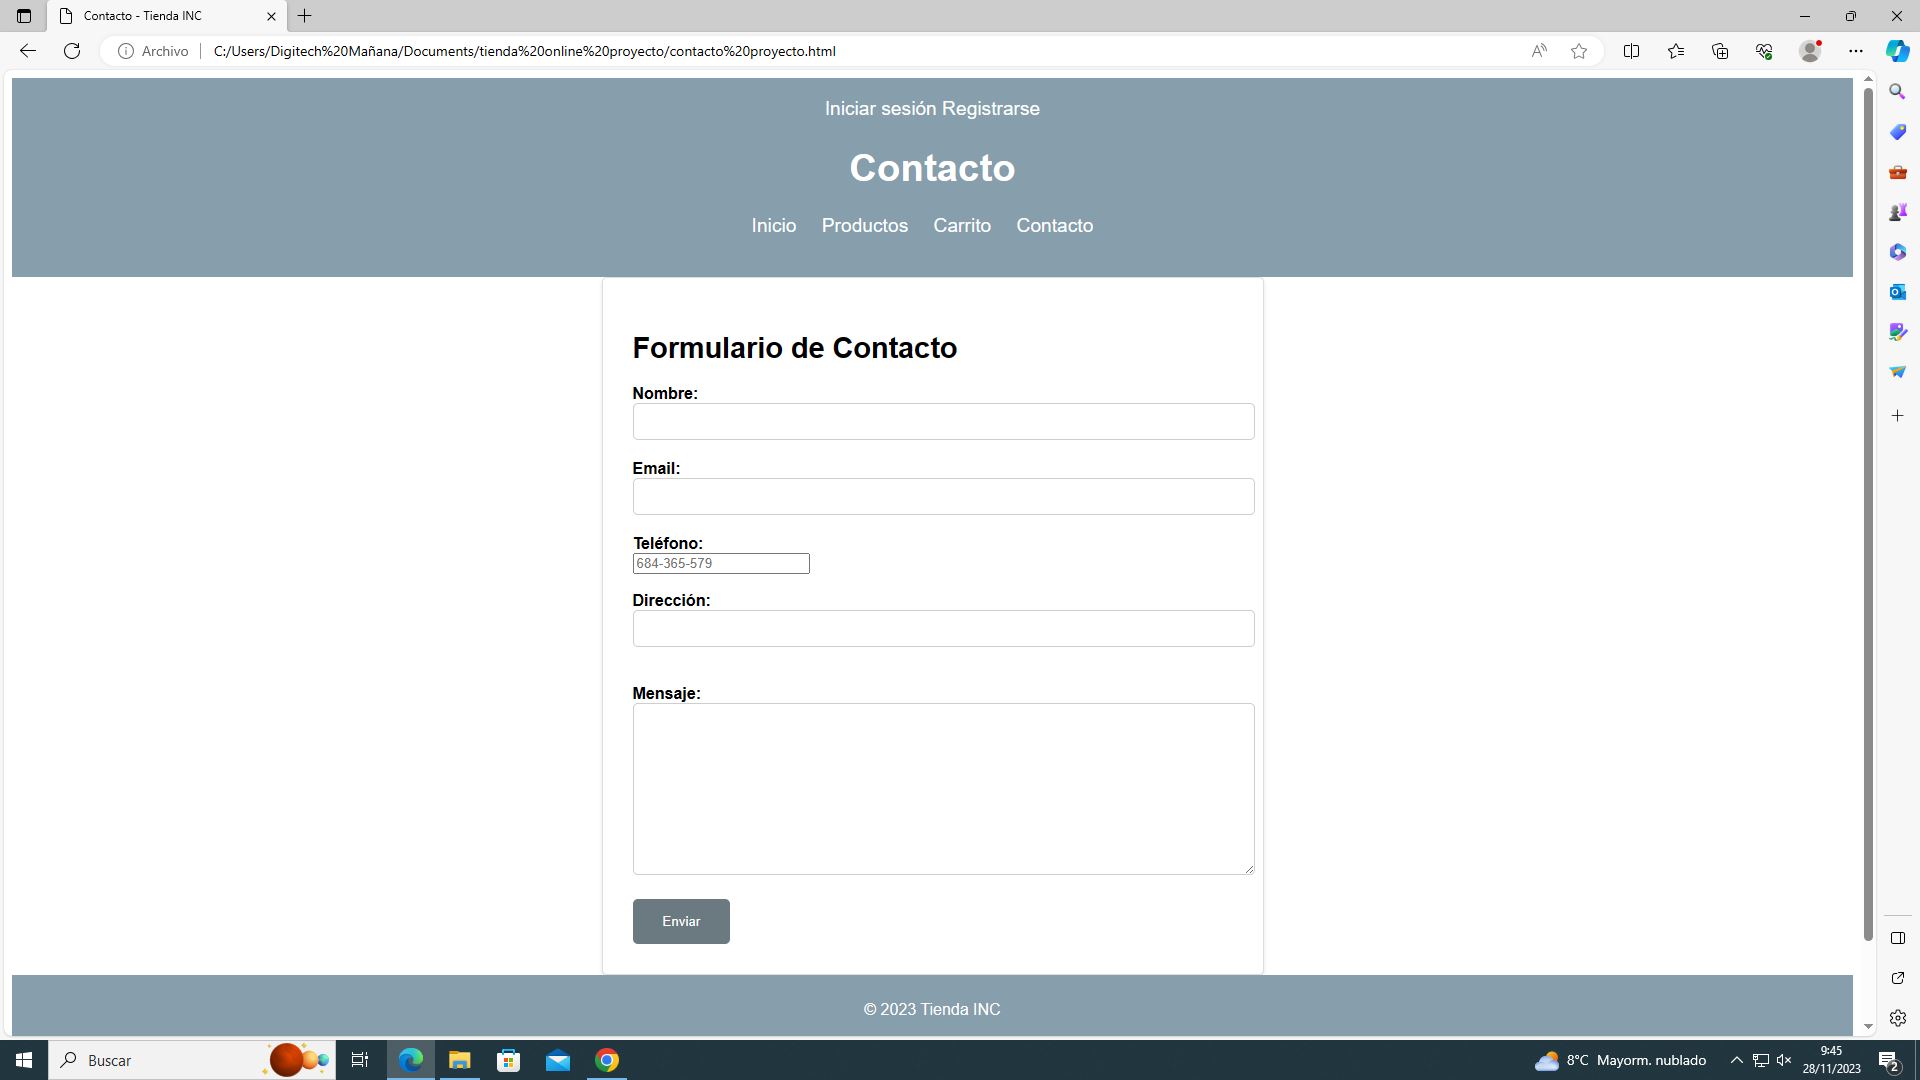 Contacto - Tienda INC
Archivo
C:/Users/Digitech%20Mañana/Documents/tienda%20online%20proyecto/contacto%20proyecto.html
Iniciar sesión Registrarse
Contacto
Inicio Productos Carrito Contacto
Formulario de Contacto
Nombre:
Email:
Teléfono:
684-365-579
Dirección:
Mensaje:
Enviar
© 2023 Tienda INC
Buscar
8°C Mayorm. nublado
9:45
28/11/2023
2